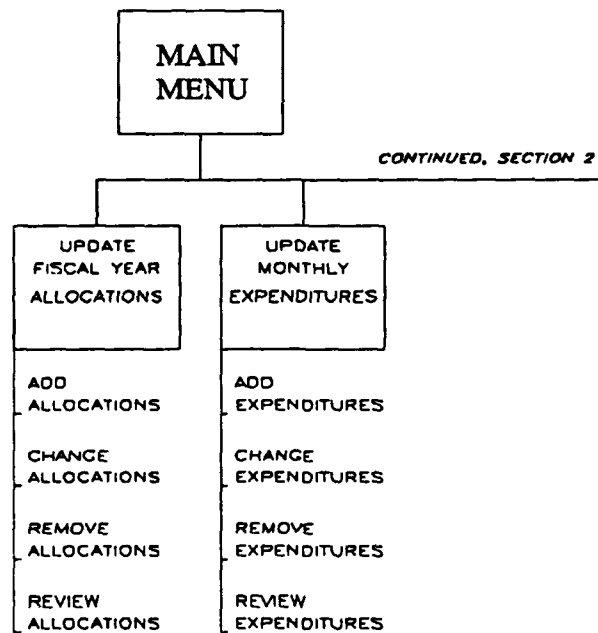 MAIN
MENU
CONTINUED, SECTION 2
UPDATE
FISCAL YEAR
ALLOCATIONS
ADD
ALLOCATIONS
CHANGE
ALLOCATIONS
REMOVE
ALLOCATIONS
REVIEW
ALLOCATIONS
UPDATE
MONTHLY
EXPENDITURES
ADD
EXPENDITURES
CHANGE
EXPENDITURES
REMOVE
EXPENDITURES
REVIEW
EXPENDITURES